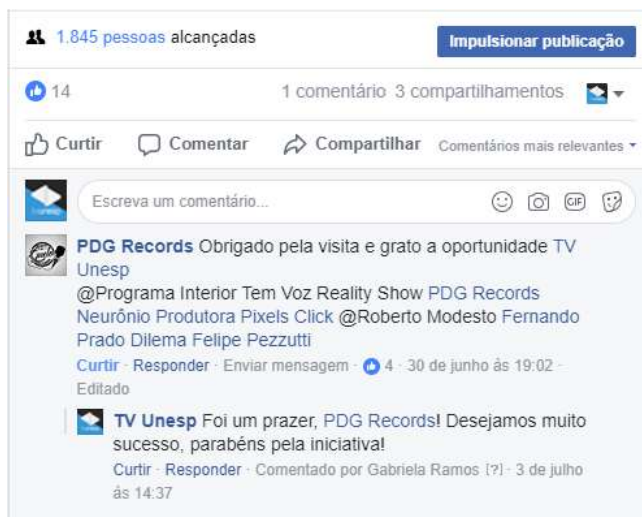 1.845 pessoas alcançadas Impulsionar publicação
14 1 comentário 3 compartilhamentos
Curtir Comentar Compartilhar Comentários mais relevantes
Escreva um comentário... GIF
PDG Records Obrigado pela visita e grato a oportunidade TV
Unesp
@Programa Interior Tem Voz Reality Show PDG Records
Neurônio Produtora Pixels Click @Roberto Modesto Fernando
Prado Dilema Felipe Pezzutti
Curtir · Responder · Enviar mensagem · 4 · 30 de junho às 19:02 ·
Editado
TV Unesp Foi um prazer, PDG Records! Desejamos muito
sucesso, parabéns pela iniciativa!
Curtir · Responder · Comentado por Gabriela Ramos [?] · 3 de julho
às 14:37